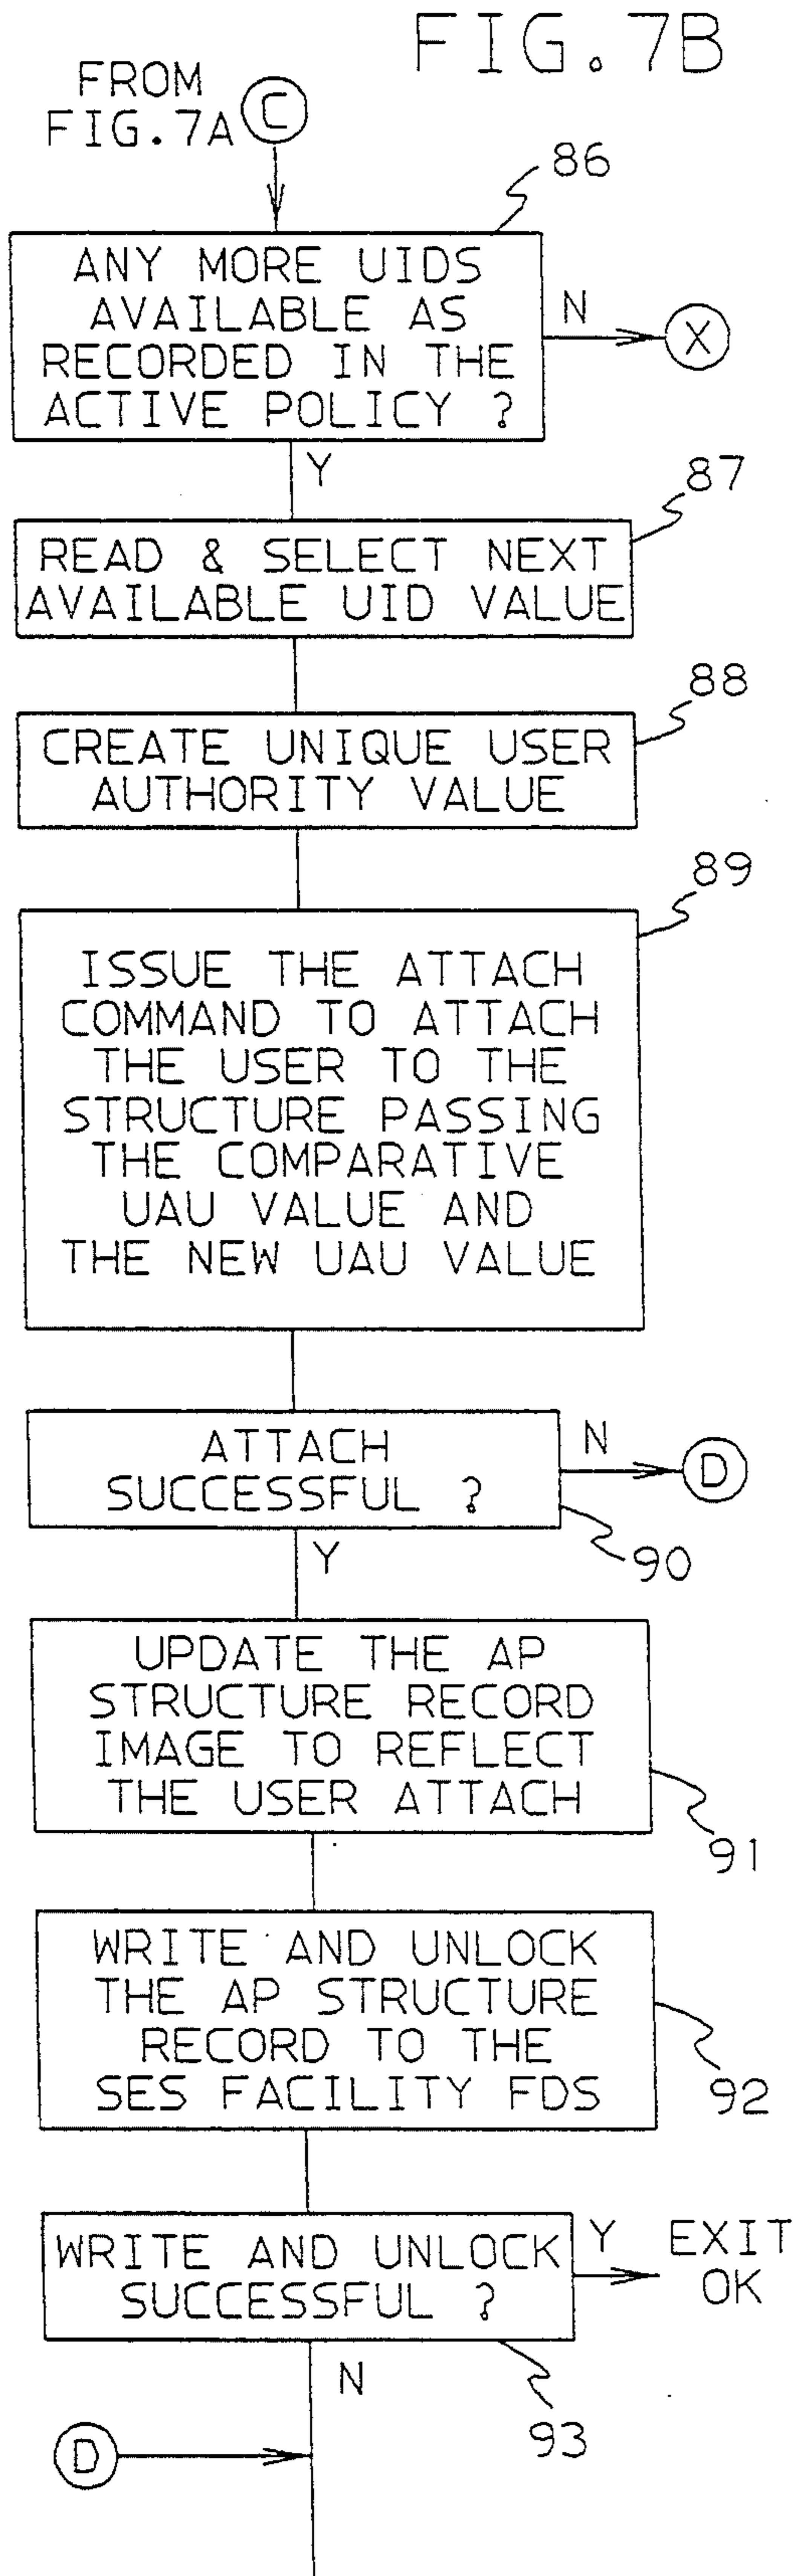 FIG. 7B
FROM
FIG.7A
C
86
ANY MORE UIDS
AVAILABLE AS
RECORDED IN THE
ACTIVE POLICY ?
N
X
Y
87
READ & SELECT NEXT
AVAILABLE UID VALUE
88
CREATE UNIQUE USER
AUTHORITY VALUE
89
ISSUE THE ATTACH
COMMAND TO ATTACH
THE USER TO THE
STRUCTURE PASSING
THE COMPARATIVE
UAU VALUE AND
THE NEW UAU VALUE
ATTACH
SUCCESSFUL ?
N
D
90
Y
UPDATE THE AP
STRUCTURE RECORD
IMAGE TO REFLECT
THE USER ATTACH
91
WRITE AND UNLOCK
THE AP STRUCTURE
RECORD TO THE
SES FACILITY FDS
92
WRITE AND UNLOCK
SUCCESSFUL ?
Y
EXIT
OK
93
N
D